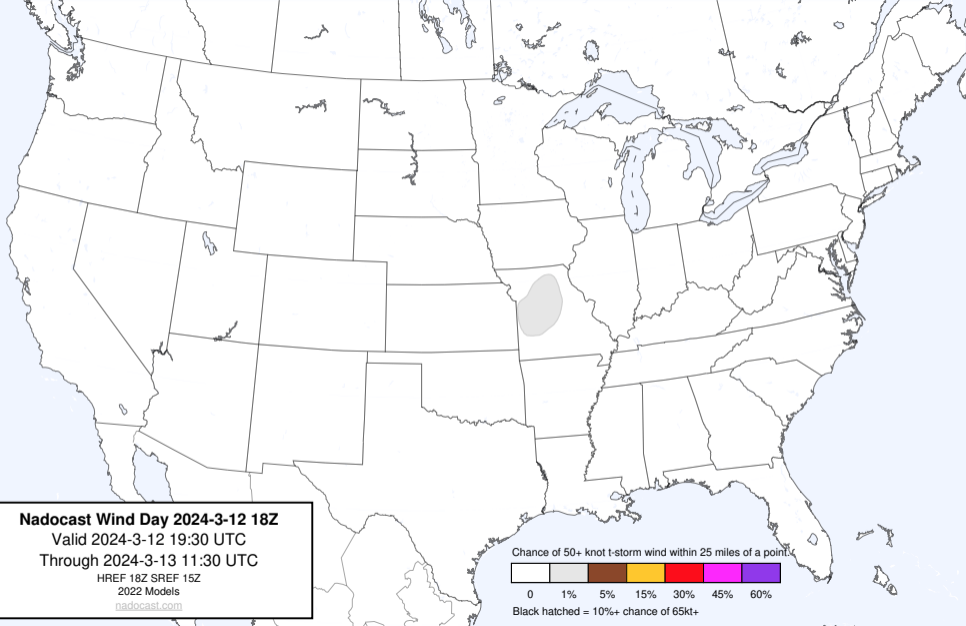 Nadocast Wind Day 2024-3-12 18Z
Valid 2024-3-12 19:30 UTC
Through 2024-3-13 11:30 UTC
HREF 18Z SREF 15Z
2022 Models
nadocast.com
Chance of 50+ knot t-storm wind within 25 miles of a point.
0 1% 5% 15% 30% 45% 60%
Black hatched = 10%+ chance of 65kt+